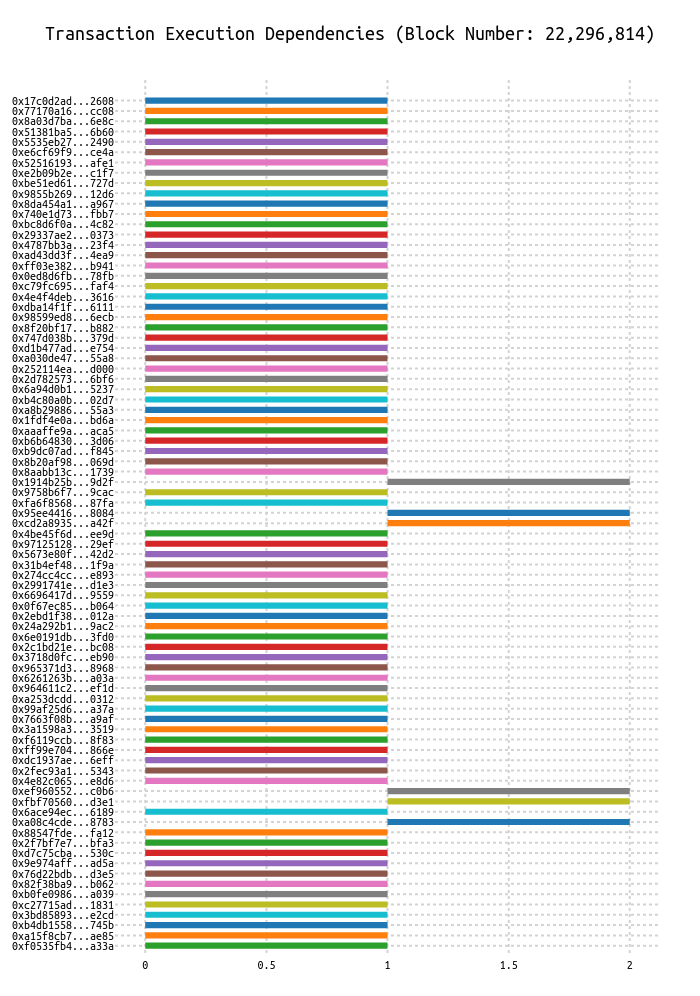 Transaction Execution Dependencies (Block Number: 22,296,814)
0x17c0d2ad...2608
0x77170a16...cc08
0x8a03d7ba...6e8c
0x51381ba5...6b60
0x5535eb27...2490
0xe6cf69f9...ce4a
0x52516193...afe1
0xe2b09b2e...c1f7
0xbe51ed61...727d
0x9855b269...12d6
0x8da454a1...a967
0x740e1d73...fbb7
0xbc8d6f0a...4c82
0x29337ae2...0373
0x4787bb3a...23f4
0xad43dd3f...4ea9
0xff03e382...b941
0x0ed8d6fb...78fb
0xc79fc695...faf4
0x4e4f4deb...3616
0xdba14f1f...6111
0x98599ed8...6ecb
0x8f20bf17...b882
0x747d038b...379d
0xd1b477ad...e754
0xa030de47...55a8
0x252114ea...d000
0x2d782573...6bf6
0x6a94d0b1...5237
0xb4c80a0b...02d7
0xa8b29886...55a3
0x1fdf4e0a...bd6a
0xaaaffe9a...aca5
0xb6b64830...3d06
0xb9dc07ad...f845
0x8b20af98...069d
0x8aabb13c...1739
0x1914b25b...9d2f
0x9758b6f7...9cac
0xfa6f8568...87fa
0x95ee4416...8084
0xcd2a8935...a42f
0x4be45f6d...ee9d
0x97125128...29ef
0x5673e80f...42d2
0x31b4ef48...1f9a
0x274cc4cc...e893
0x2991741e...d1e3
0x6696417d...9559
0x0f67ec85...b064
0x2ebd1f38...012a
0x24a292b1...9ac2
0x6e0191db...3fd0
0x2c1bd21e...bc08
0x3718d0fc...eb90
0x965371d3...8968
0x6261263b...a03a
0x964611c2...ef1d
0xa253dcdd...0312
0x99af25d6...a37a
0x7663f08b...a9af
0x3a1598a3...3519
0xf6119ccb...8f83
0xff99e704...866e
0xdc1937ae...6eff
0x2fec93a1...5343
0x4e82c065...e8d6
0xef960552...c0b6
0xfbf70560...d3e1
0x6ace94ec...6189
0xa08c4cde...8783
0x88547fde...fa12
0x2f7bf7e7...bfa3
0xd7c75cba...530c
0x9e974aff...ad5a
0x76d22bdb...d3e5
0x82f38ba9...b062
0xb0fe0986...a039
0xc27715ad...1831
0x3bd85893...e2cd
0xb4db1558...745b
0xa15f8cb7...ae85
0xf0535fb4...a33a
0 0.5 1 1.5 2